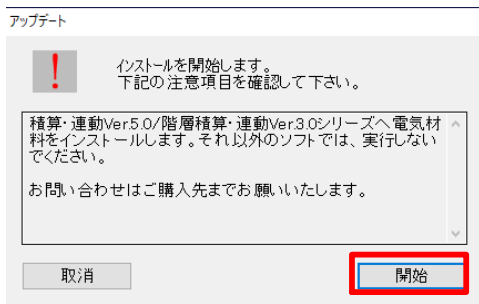 アップデート
インストールを開始します。
下記の注意項目を確認して下さい。
積算・連動Ver.5.0/階層積算・連動Ver.3.0シリーズへ電気材
料をインストールします。それ以外のソフトでは、実行しない
でください。
お問い合わせはご購入先までお願いいたします。
取消
開始